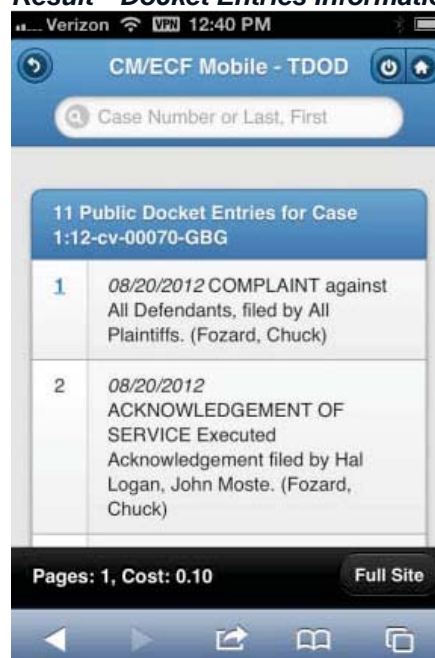 Result – Docket Entries Informatio
Verizon VPN 12:40 PM
CM/ECF Mobile - TDOD
Case Number or Last, First
11 Public Docket Entries for Case
1:12-cv-00070-GBG
1 08/20/2012 COMPLAINT against
All Defendants, filed by All
Plaintiffs. (Fozard, Chuck)
2 08/20/2012
ACKNOWLEDGEMENT OF
SERVICE Executed
Acknowledgement filed by Hal
Logan, John Moste. (Fozard,
Chuck)
Pages: 1, Cost: 0.10 Full Site